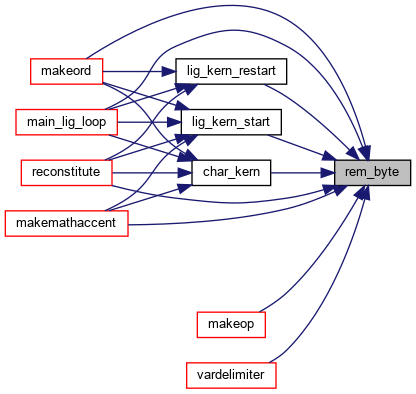 makeord
lig_kern_restart
main_lig_loop
lig_kern_start
reconstitute
char_kern
rem_byte
makemathaccent
makeop
vardelimiter